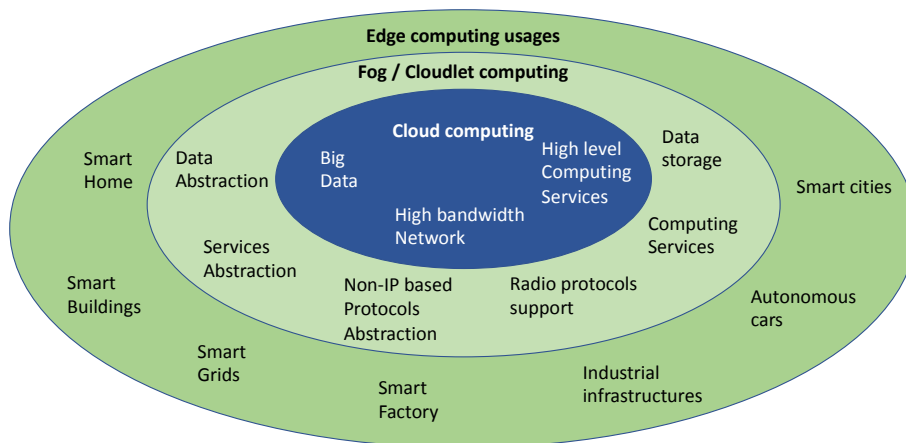 Edge computing usages
Fog / Cloudlet computing
Cloud computing
Big
Data
High level
Computing
Services
High bandwidth
Network
Data
Abstraction
Services
Abstraction
Non-IP based
Protocols
Abstraction
Radio protocols
support
Computing
Services
Data
storage
Smart
Home
Smart
Buildings
Smart
Grids
Smart
Factory
Industrial
infrastructures
Autonomous
cars
Smart cities